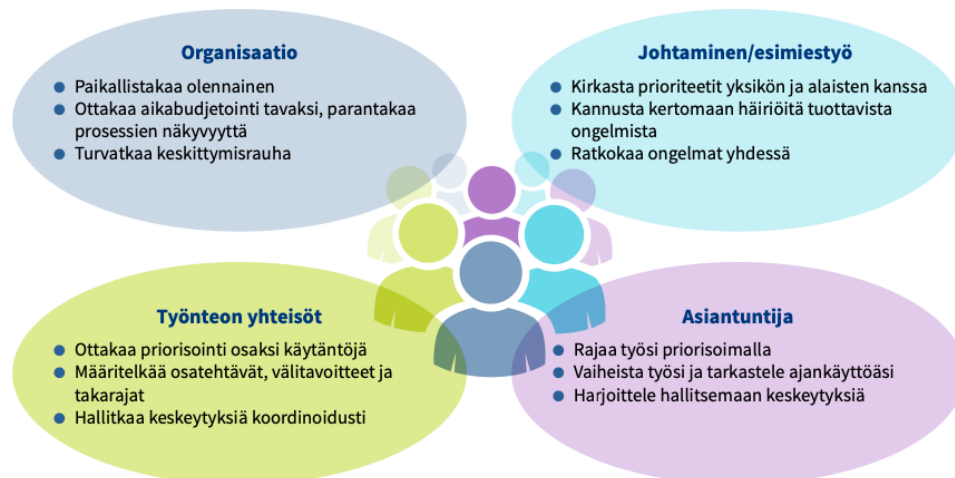 Organisaatio
Paikallistakaa olennainen
Ottakaa aikabudjetointi tavaksi, parantakaa
prosessien näkyvyyttä
Turvatkaa keskittymisrauha
Johtaminen/esimiestyö
Kirkasta prioriteetit yksikön ja alaisten kanssa
Kannusta kertomaan häiriöitä tuottavista
ongelmista
Ratkokaa ongelmat yhdessä
Työnteon yhteisöt
Ottakaa priorisointi osaksi käytäntöjä
Määritelkää osatehtävät, välitavoitteet ja
takarajat
Hallitkaa keskeytyksiä koordinoidusti
Asiantuntija
Rajaa työsi priorisoimalla
Vaiheista työsi ja tarkastele ajankäyttöäsi
Harjoittele hallitsemaan keskeytyksiä